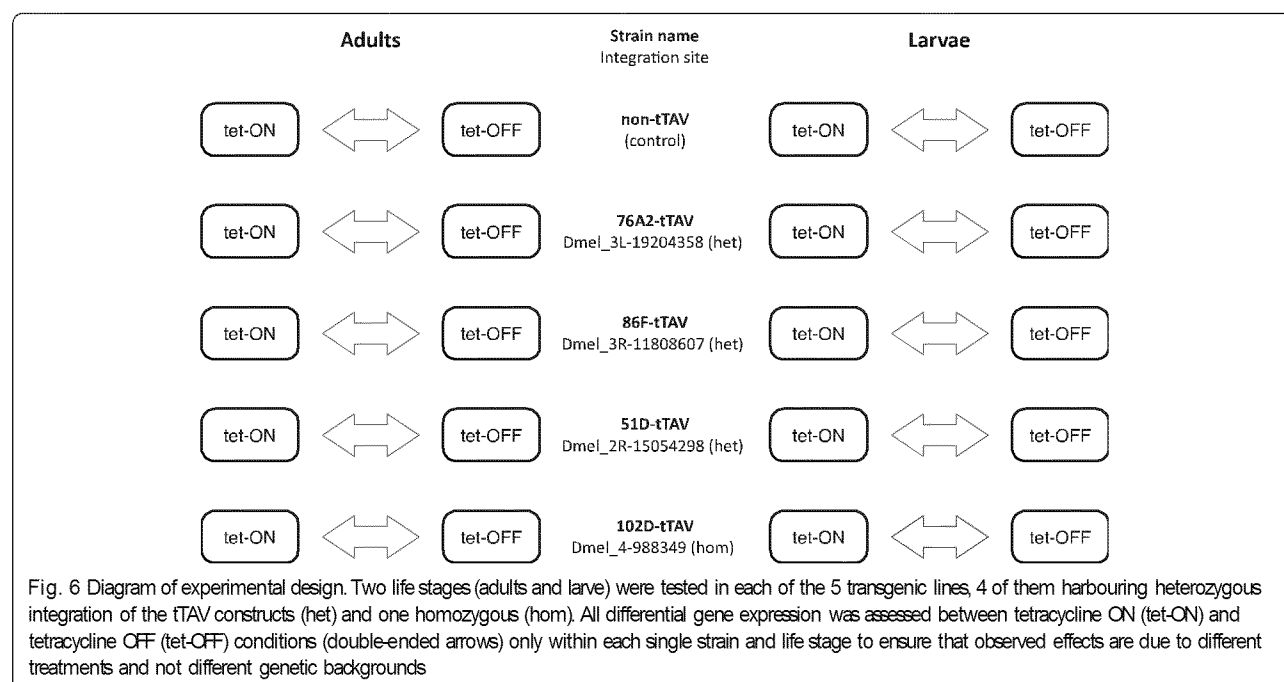 Adults
Strain name
Integration site
Larvae
tet-ON
tet-OFF
non-tTAV
(control)
tet-ON
tet-OFF
tet-ON
tet-OFF
76A2-tTAV
Dmel_3L-19204358 (het)
tet-ON
tet-OFF
tet-ON
tet-OFF
86F-tTAV
Dmel_3R-11808607 (het)
tet-ON
tet-OFF
tet-ON
tet-OFF
51D-tTAV
Dmel_2R-15054298 (het)
tet-ON
tet-OFF
tet-ON
tet-OFF
102D-tTAV
Dmel_4-988349 (hom)
tet-ON
tet-OFF
Fig. 6 Diagram of experimental design. Two life stages (adults and larve) were tested in each of the 5 transgenic lines, 4 of them harbouring heterozygous
integration of the tTAV constructs (het) and one homozygous (hom). All differential gene expression was assessed between tetracycline ON (tet-ON) and
tetracycline OFF (tet-OFF) conditions (double-ended arrows) only within each single strain and life stage to ensure that observed effects are due to different
treatments and not different genetic backgrounds